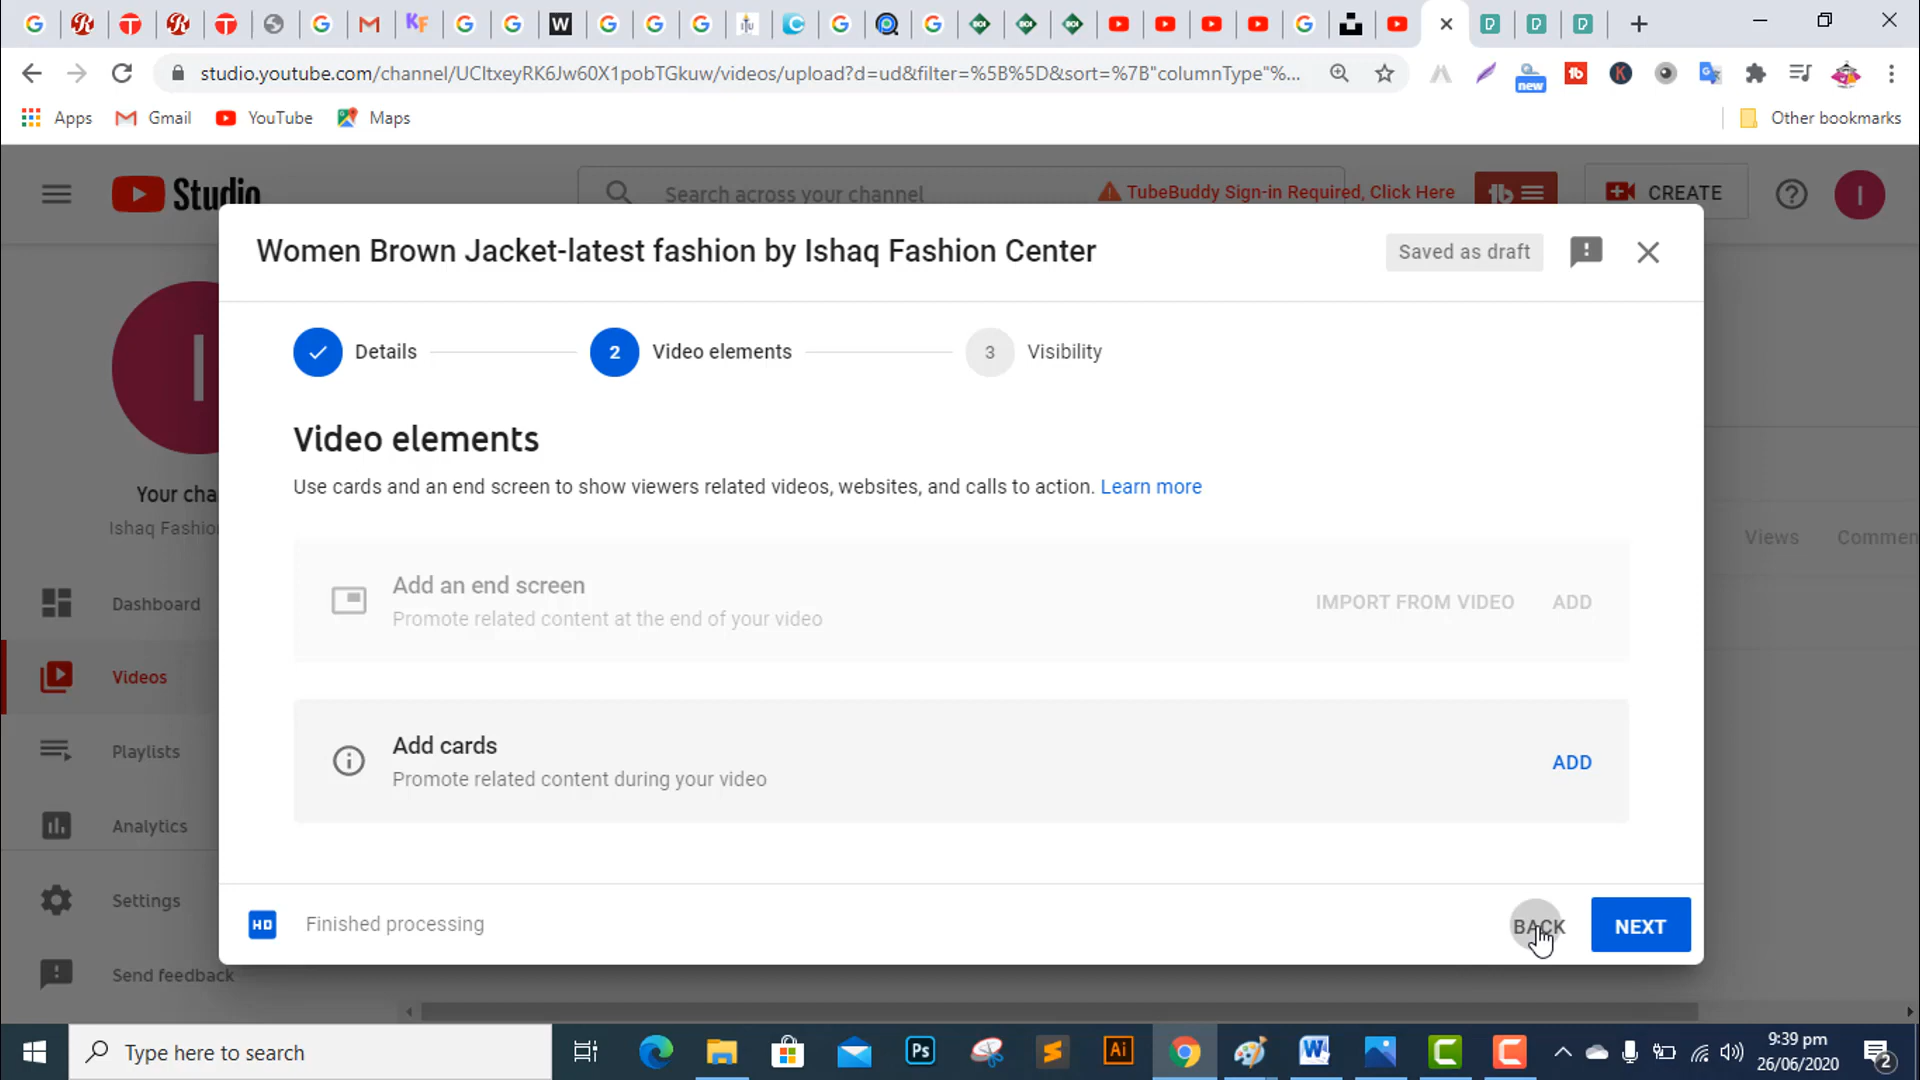 studio.youtube.com/channel/UCltxeyRK6Jw60X1pobTGkuw/videos/upload?d=ud&filter=%5B%5D&sort=%7B"columnType"%...
new
Apps
Gmail
YouTube
Maps
Other bookmarks
Studio
Search across your channel
TubeBuddy Sign-in Required, Click Here
CREATE
I
Women Brown Jacket-latest fashion by Ishaq Fashion Center
Saved as draft
Details
2
Video elements
3
Visibility
Video elements
Use cards and an end screen to show viewers related videos, websites, and calls to action. Learn more
Your cha
Ishaq Fashio
Views
Commen
Add an end screen
Promote related content at the end of your video
IMPORT FROM VIDEO
ADD
Dashboard
Videos
Playlists
Analytics
Settings
Send feedback
Add cards
Promote related content during your video
ADD
HD
Finished processing
BACK
NEXT
Type here to search
Ps
Ai
9:39 pm
26/06/2020
2